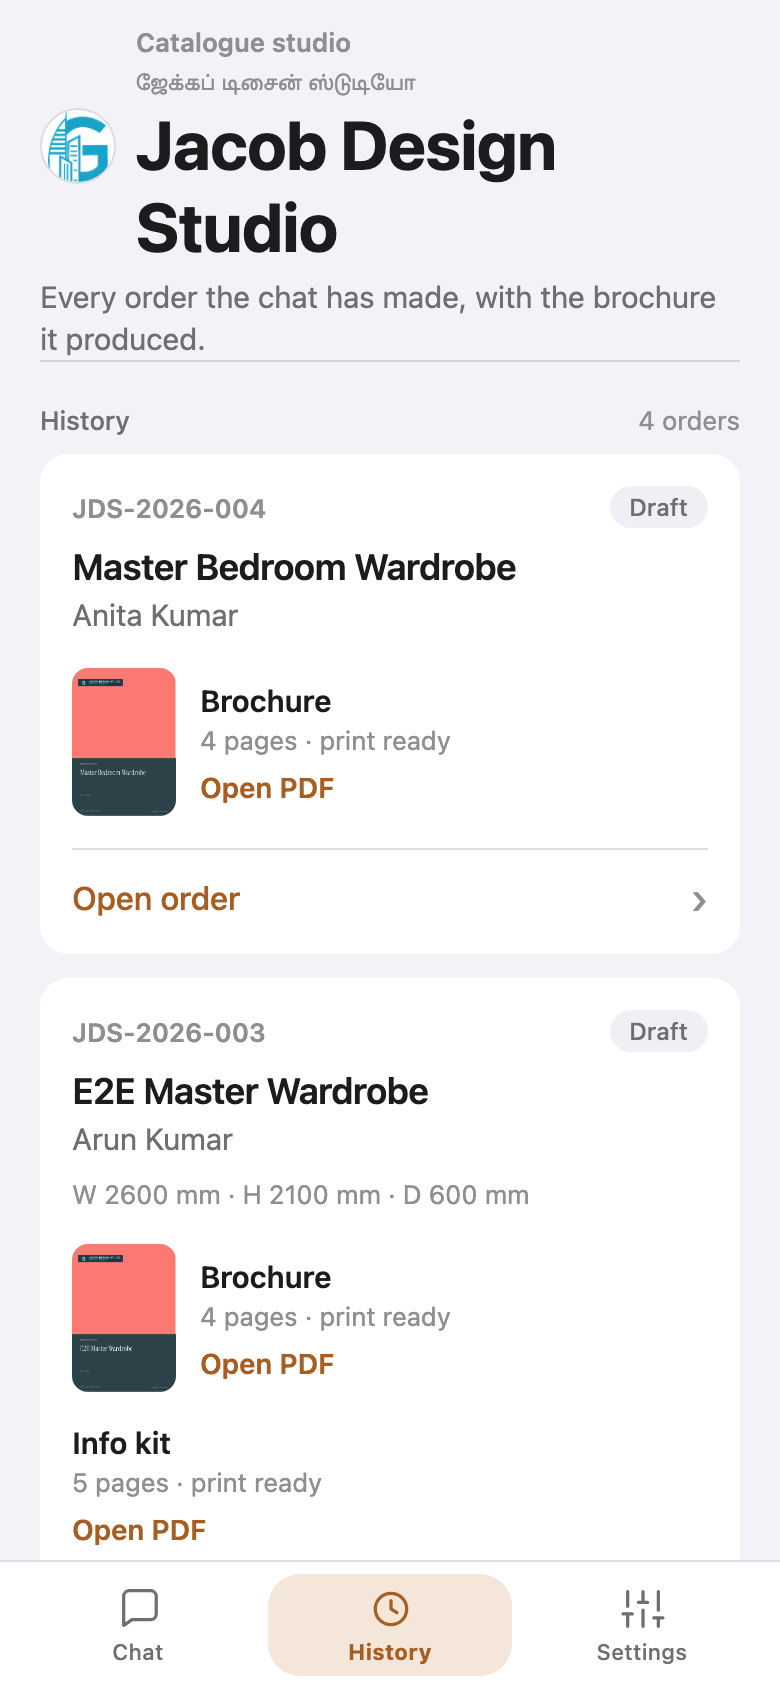 Catalogue studio
ஜேக்கப் டிசைன் ஸ்டுடியோ
Jacob Design
Studio
Every order the chat has made, with the brochure
it produced.
History
4 orders
JDS-2026-004
Draft
Master Bedroom Wardrobe
Anita Kumar
Master Bedroom Wardrobe
Brochure
4 pages · print ready
Open PDF
Open order
JDS-2026-003
Draft
E2E Master Wardrobe
Arun Kumar
W 2600 mm · H 2100 mm · D 600 mm
E2E Master Wardrobe
Brochure
4 pages · print ready
Open PDF
Info kit
5 pages · print ready
Open PDF
Chat
History
Settings